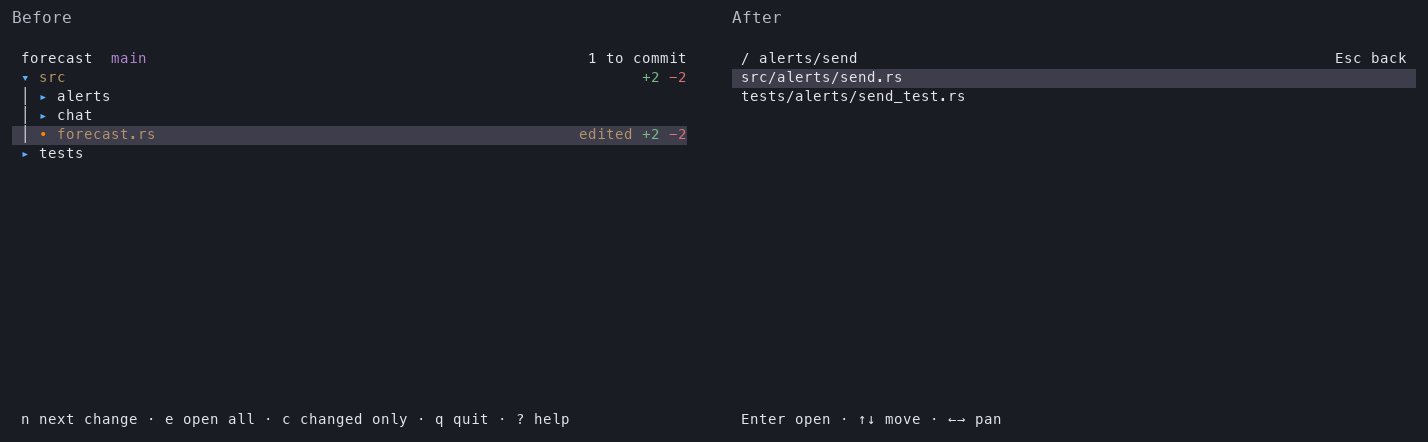 Before
forecast main 1 to commit
▾ src +2 −2
│ ▸ alerts
│ ▸ chat
│ • forecast.rs edited +2 −2
▸ tests
n next change · e open all · c changed only · q quit · ? help
After
/ alerts/send Esc back
src/alerts/send.rs
tests/alerts/send_test.rs
Enter open · ↑↓ move · ←→ pan